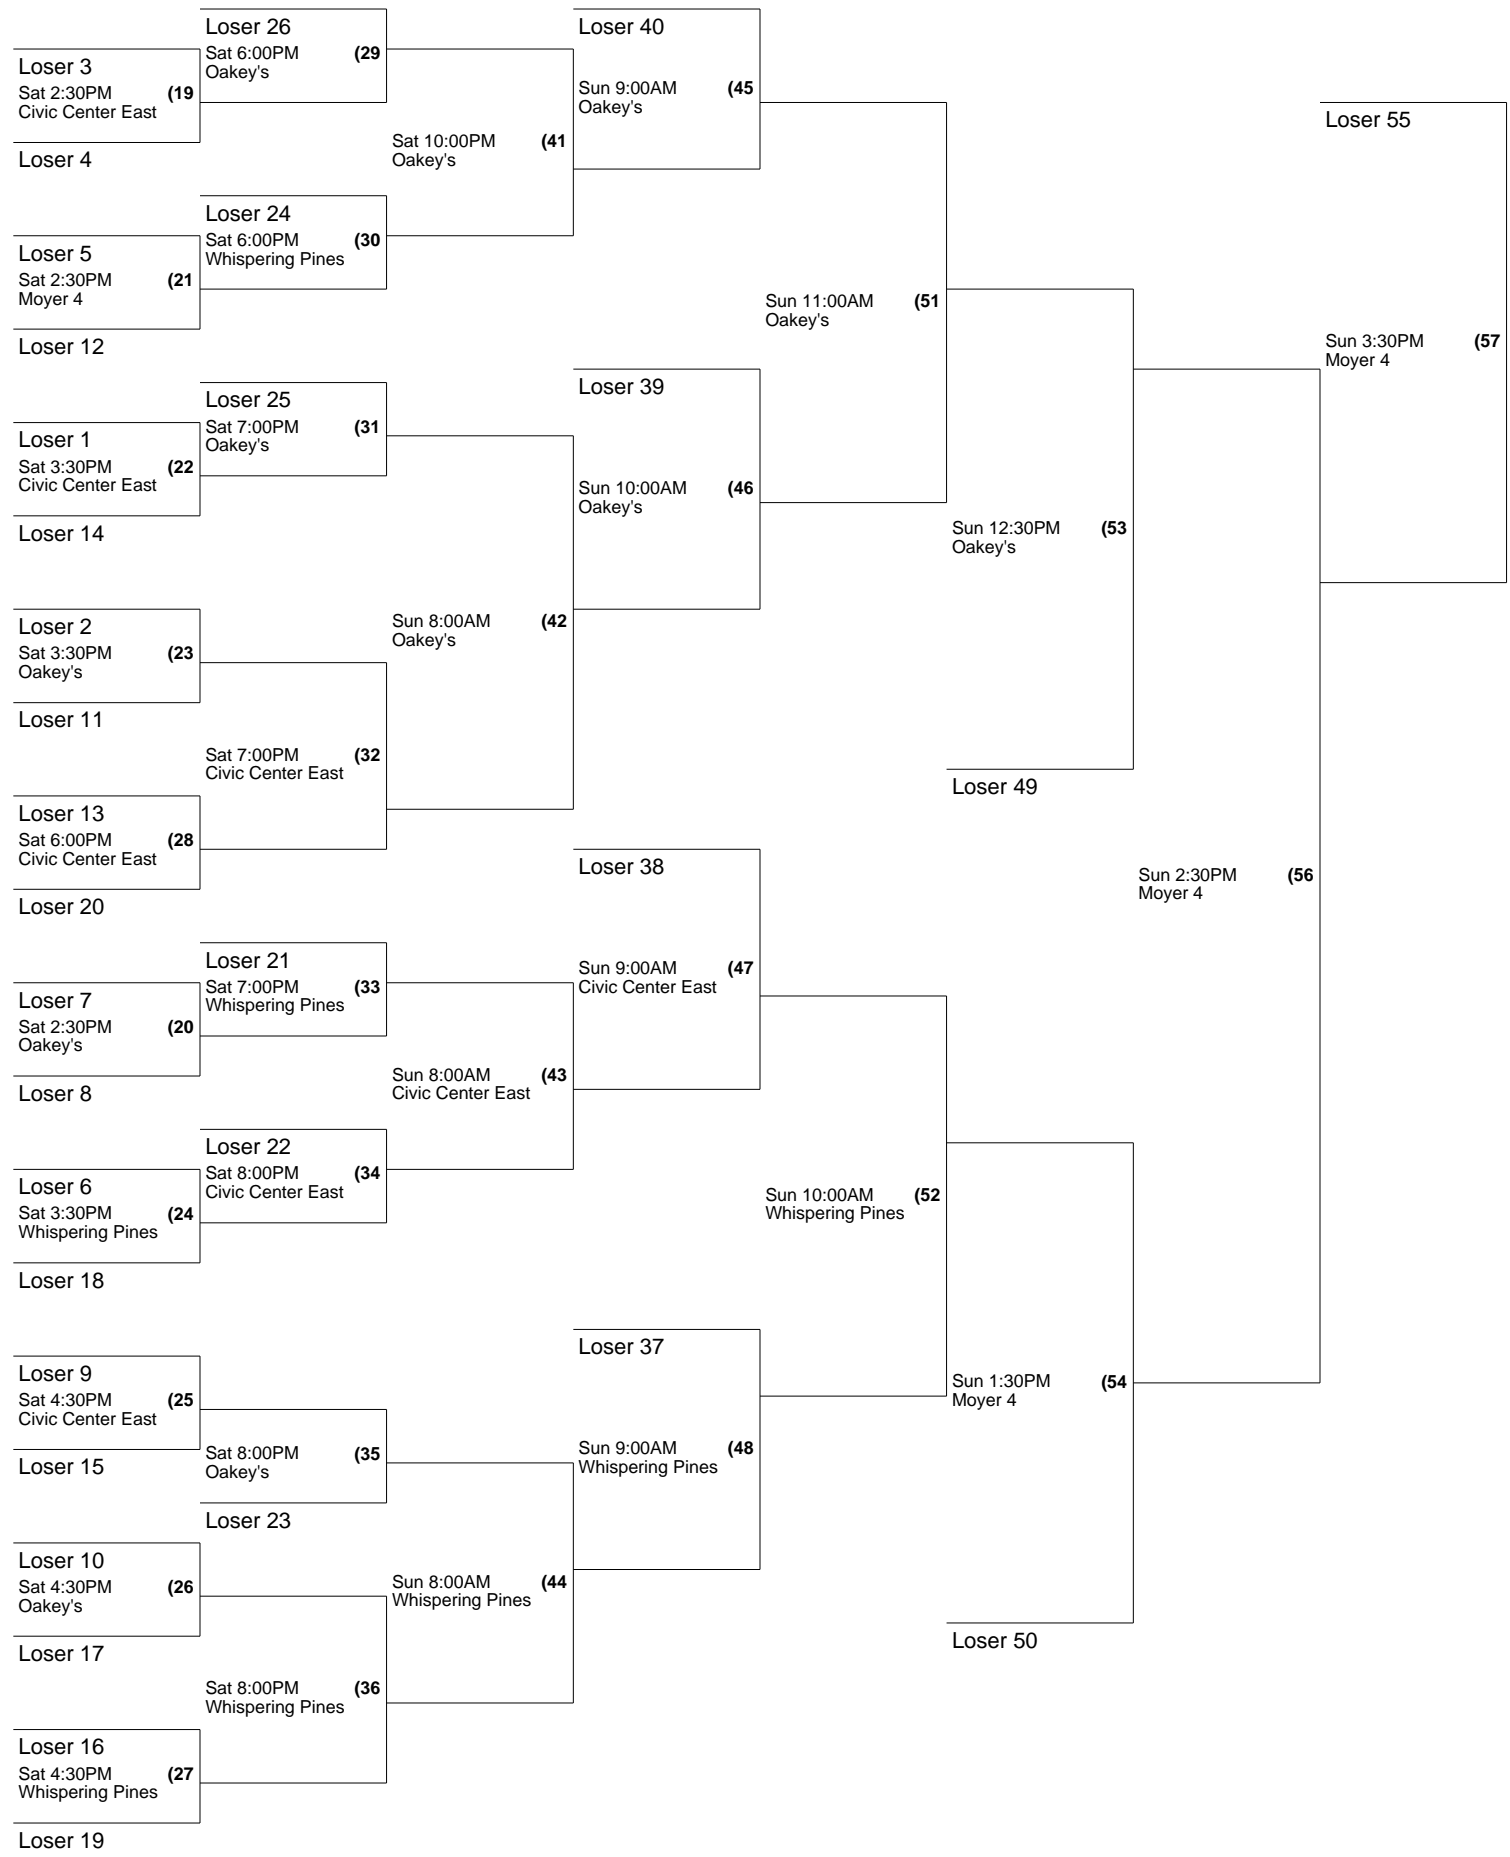 Loser 26
Sat 6:00PM (29
Oakey's
Loser 3
Sat 2:30PM (19
Civic Center East
Loser 4
Loser 24
Sat 6:00PM (30
Whispering Pines
Loser 5
Sat 2:30PM (21
Moyer 4
Loser 12
Loser 25
Sat 7:00PM (31
Oakey's
Loser 1
Sat 3:30PM (22
Civic Center East
Loser 14
Loser 2
Sat 3:30PM (23
Oakey's
Loser 11
Sat 7:00PM (32
Civic Center East
Loser 13
Sat 6:00PM (28
Civic Center East
Loser 20
Loser 21
Sat 7:00PM (33
Whispering Pines
Loser 7
Sat 2:30PM (20
Oakey's
Loser 8
Loser 22
Sat 8:00PM (34
Civic Center East
Loser 6
Sat 3:30PM (24
Whispering Pines
Loser 18
Loser 9
Sat 4:30PM (25
Civic Center East
Loser 15
Sat 8:00PM (35
Oakey's
Loser 23
Loser 10
Sat 4:30PM (26
Oakey's
Loser 17
Sat 8:00PM (36
Whispering Pines
Loser 16
Sat 4:30PM (27
Whispering Pines
Loser 19
Sat 10:00PM (41
Oakey's
Sun 8:00AM (42
Oakey's
Sun 8:00AM (43
Civic Center East
Sun 8:00AM (44
Whispering Pines
Loser 40
Sun 9:00AM (45
Oakey's
Loser 39
Sun 10:00AM (46
Oakey's
Loser 38
Sun 9:00AM (47
Civic Center East
Loser 37
Sun 9:00AM (48
Whispering Pines
Sun 11:00AM (51
Oakey's
Sun 10:00AM (52
Whispering Pines
Sun 12:30PM (53
Oakey's
Loser 49
Sun 1:30PM (54
Moyer 4
Loser 50
Sun 2:30PM (56
Moyer 4
Loser 55
Sun 3:30PM (57
Moyer 4